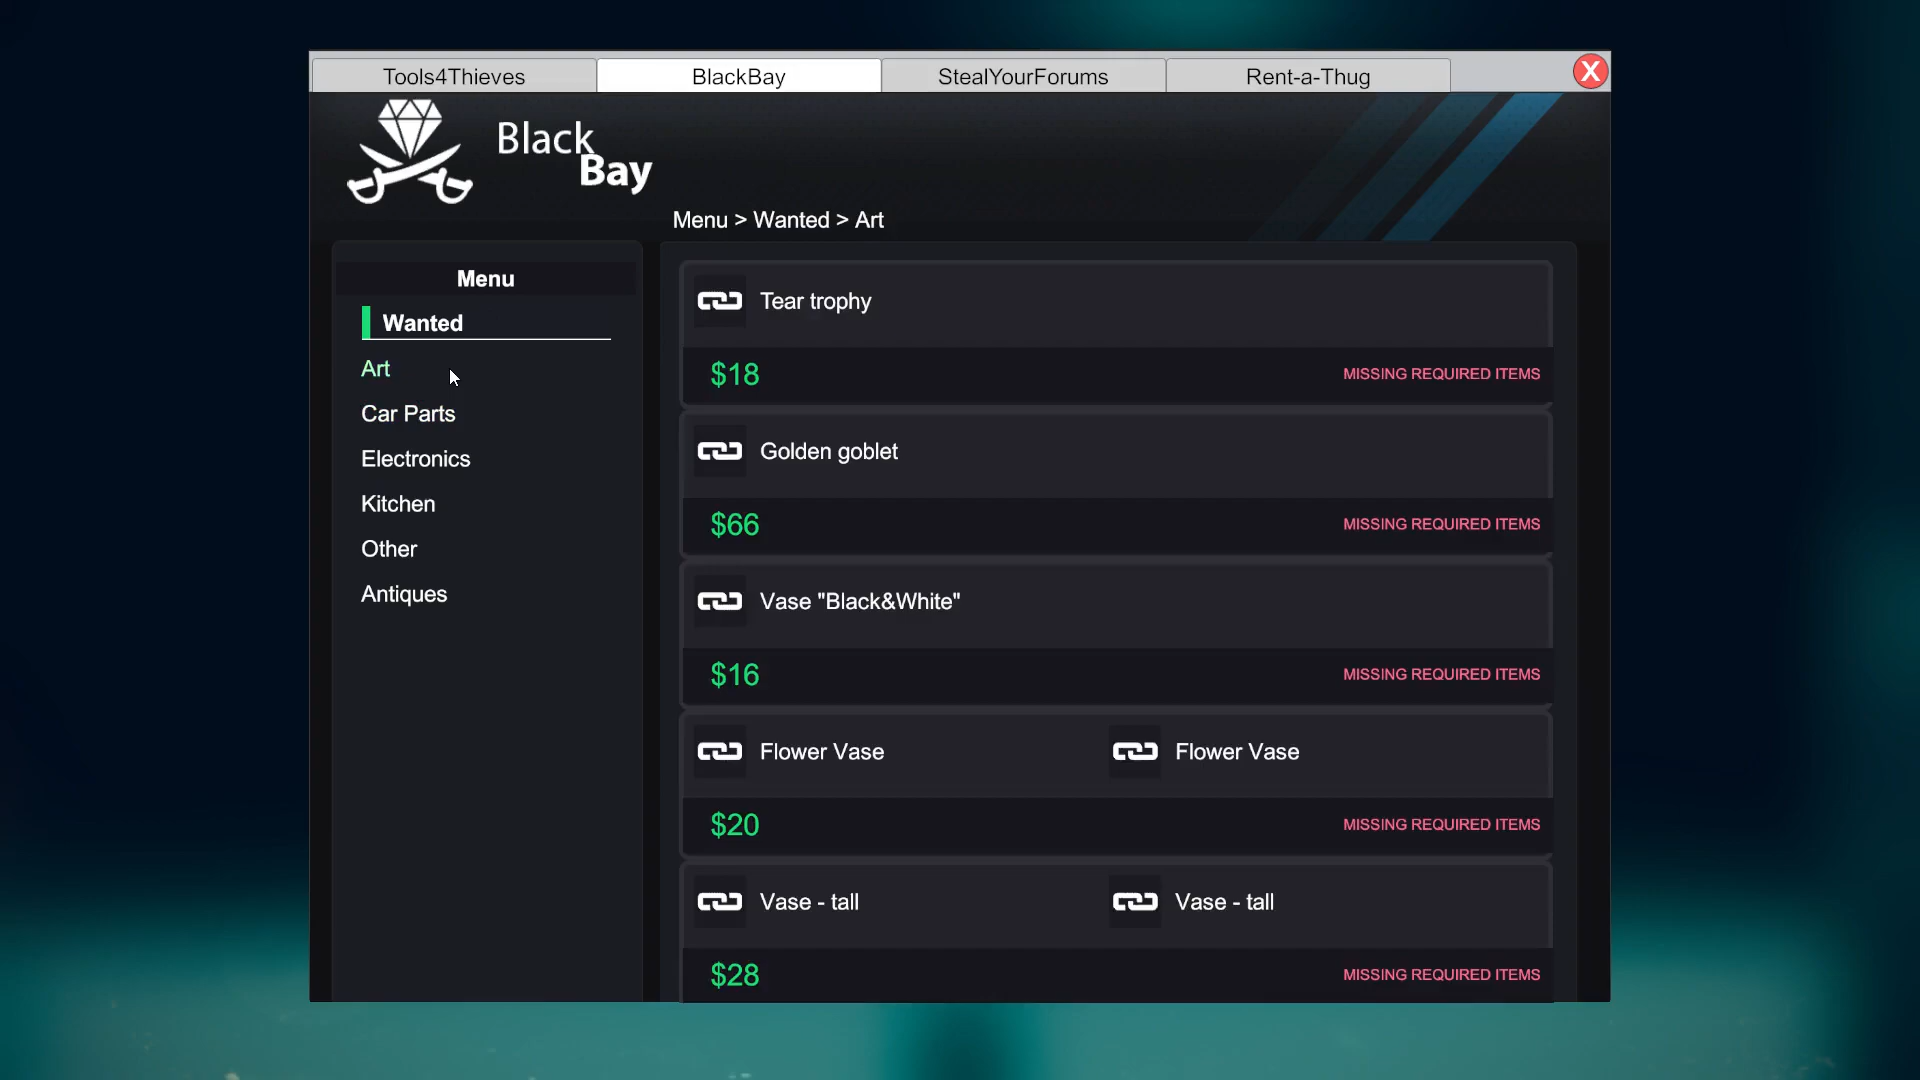 Tools4Thieves
BlackBay
StealYourForums
Rent-a-Thug
X
Black
Bay
Menu > Wanted > Art
Menu
Wanted
Art
Car Parts
Electronics
Kitchen
Other
Antiques
Tear trophy
$18
MISSING REQUIRED ITEMS
Golden goblet
$66
MISSING REQUIRED ITEMS
Vase "Black&White"
$16
MISSING REQUIRED ITEMS
Flower Vase
Flower Vase
$20
MISSING REQUIRED ITEMS
Vase - tall
Vase - tall
$28
MISSING REQUIRED ITEMS